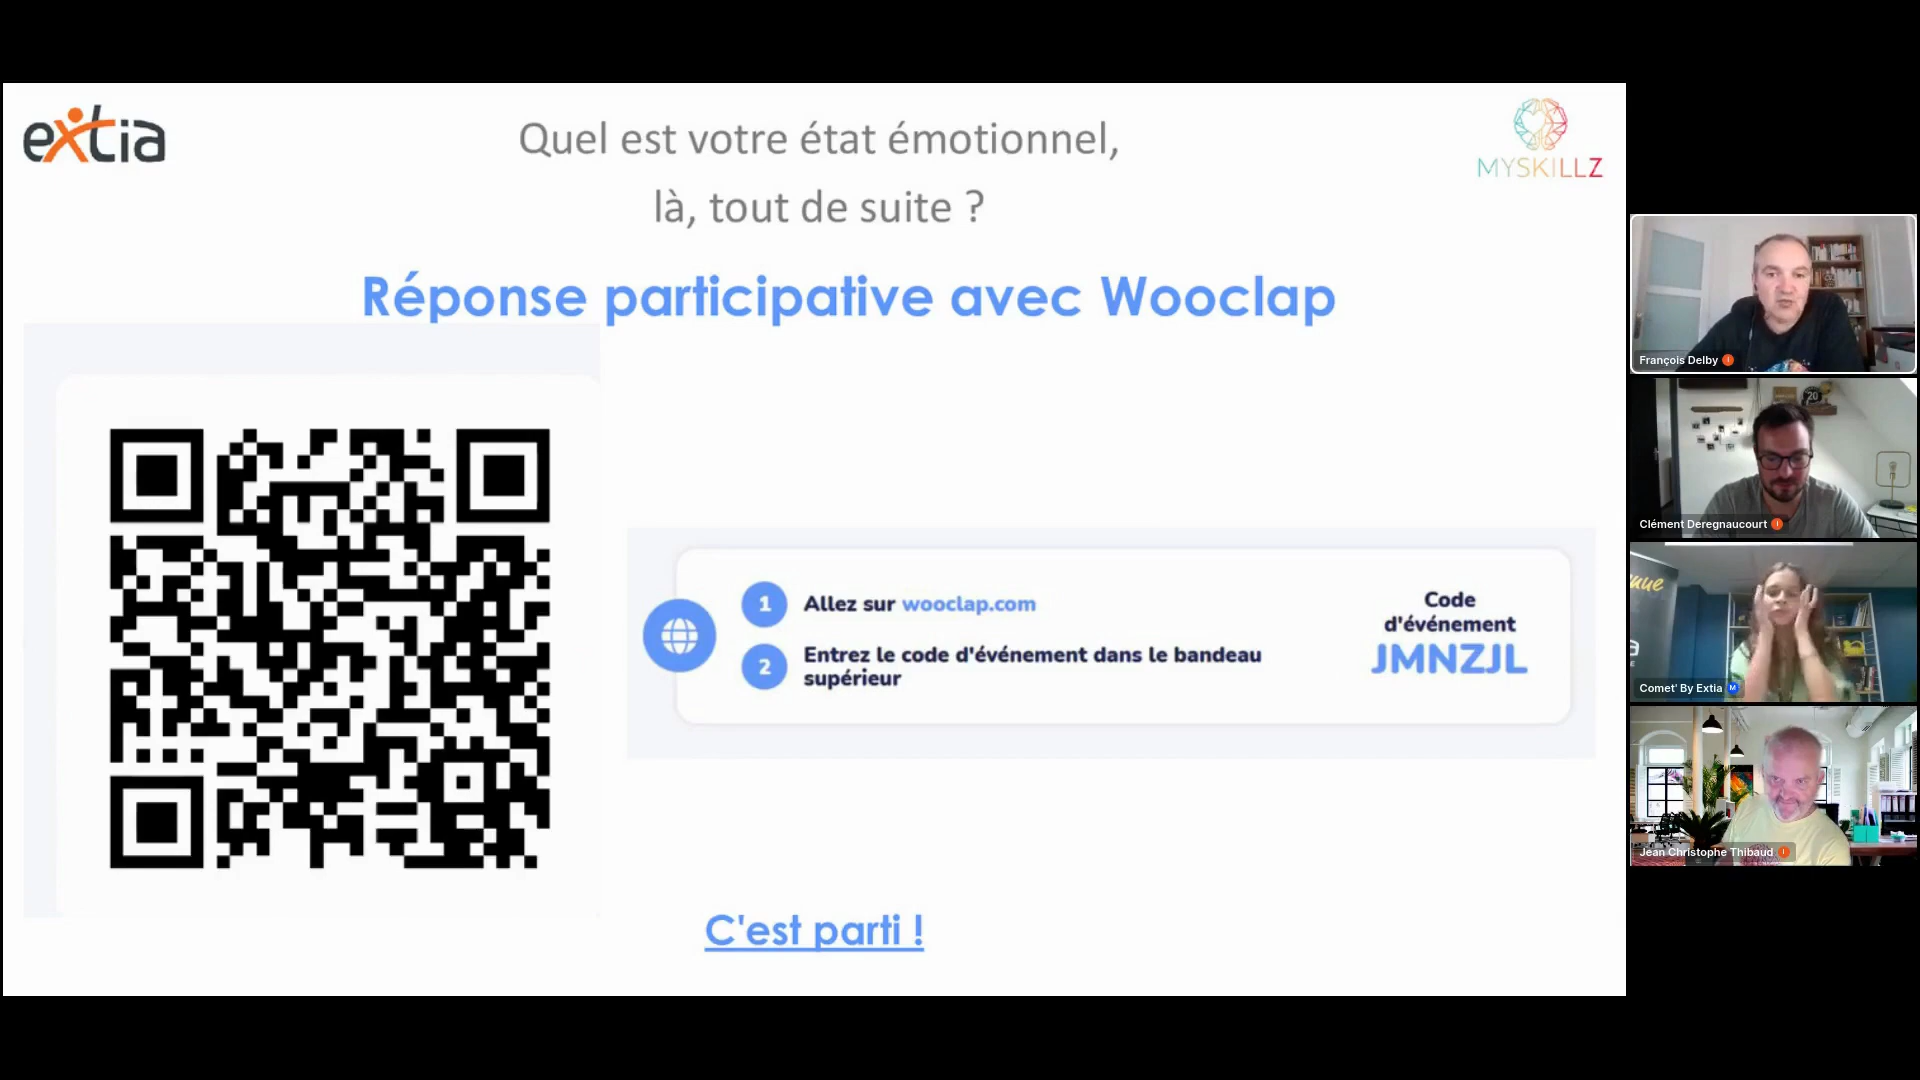 extia
Quel est votre état émotionnel,
là, tout de suite ?
MYSKILLZ
Réponse participative avec Wooclap
1 Allez sur wooclap.com
2 Entrez le code d'événement dans le bandeau
supérieur
Code
d'événement
JMNZJL
C'est parti !
François Delby
20
Clément Deregnaucourt
Comet' By Extia M
Jean Christophe Thibaud